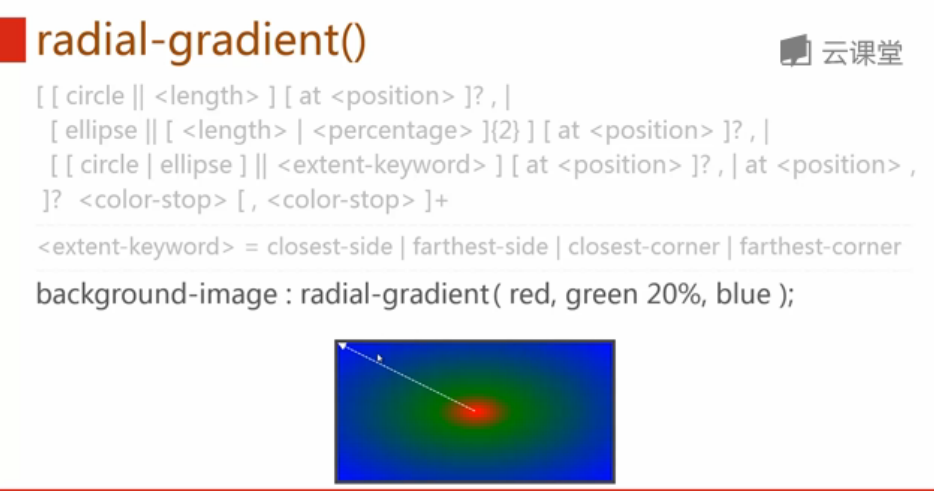 radial-gradient()
云课堂
[ [ circle || <length> ] [ at <position> ]? , |
[ ellipse || [ <length> | <percentage> ]{2} ] [ at <position> ]? , |
[ [ circle | ellipse ] || <extent-keyword> ] [ at <position> ]? , | at <position> ,
]? <color-stop> [ , <color-stop> ]+
<extent-keyword> = closest-side | farthest-side | closest-corner | farthest-corner
background-image : radial-gradient( red, green 20%, blue );